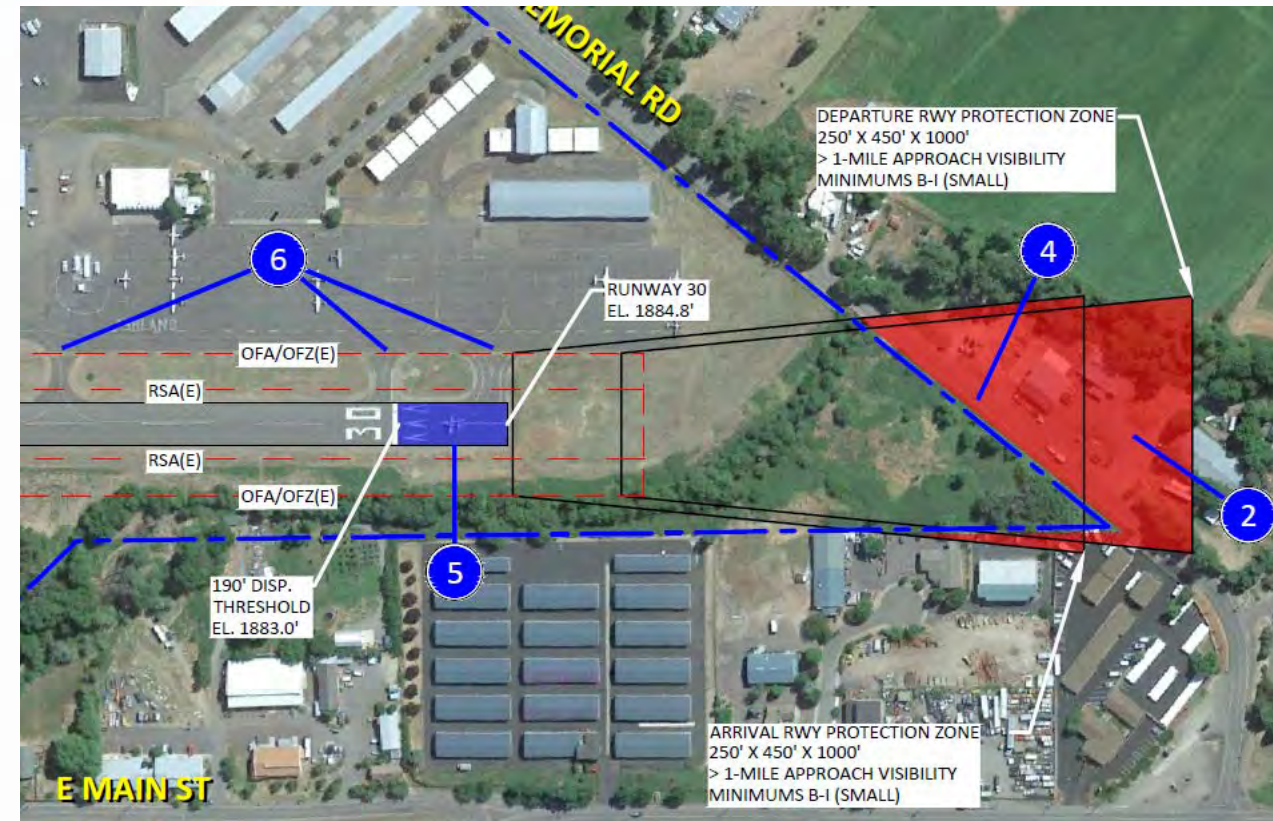 EMORIAL RD
DEPARTURE RWY PROTECTION ZONE
250' X 450' X 1000'
> 1-MILE APPROACH VISIBILITY
MINIMUMS B-I (SMALL)
4
6
RUNWAY 30
EL. 1884.8'
OFA/OFZ(E)
RSA(E)
30
RSA(E)
OFA/OFZ(E)
2
5
190' DISP.
THRESHOLD
EL. 1883.0'
ARRIVAL RWY PROTECTION ZONE
250' X 450' X 1000'
> 1-MILE APPROACH VISIBILITY
MINIMUMS B-I (SMALL)
E MAIN ST